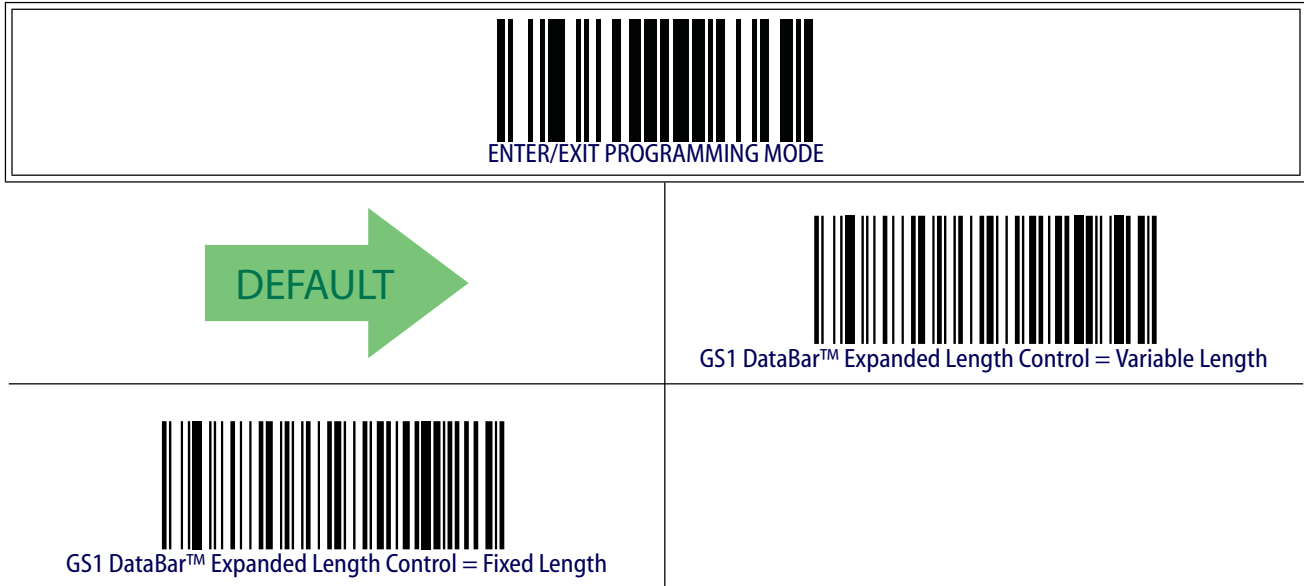 ENTER/EXIT PROGRAMMING MODE
DEFAULT
GS1 DataBar™ Expanded Length Control = Variable Length
GS1 DataBar™ Expanded Length Control = Fixed Length